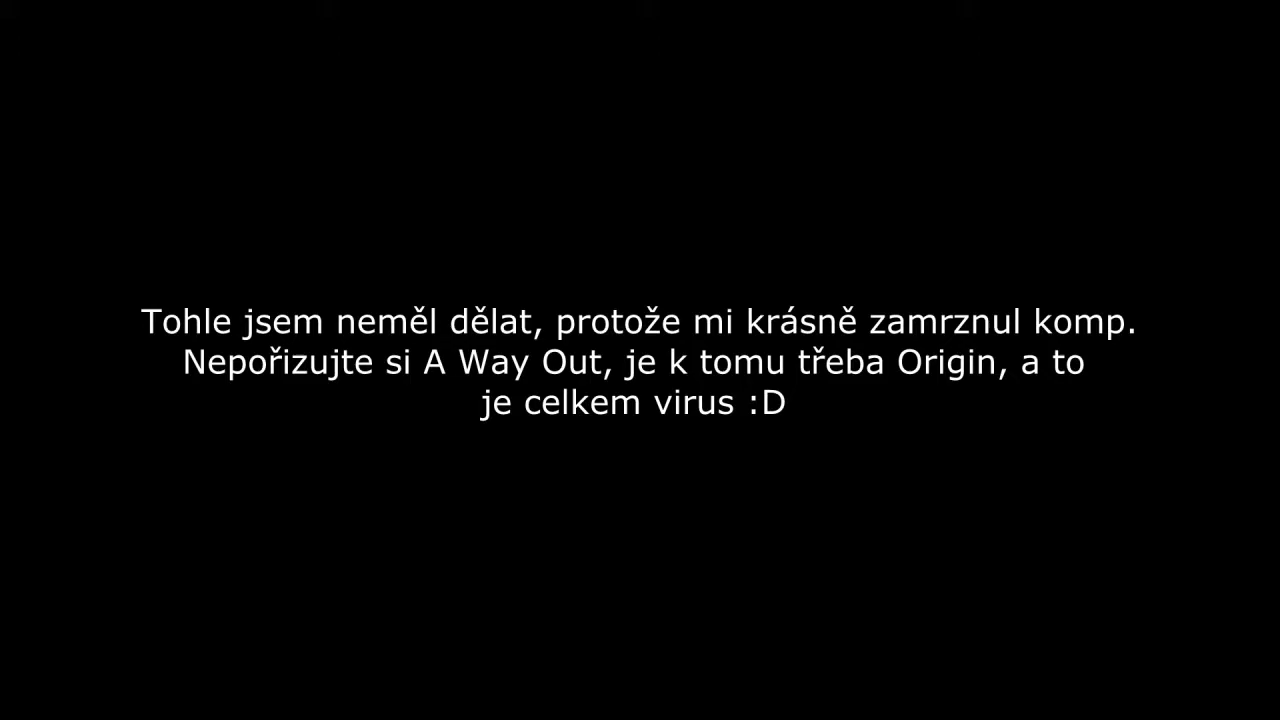 Tohle jsem neměl dělat, protože mi krásně zamrznul komp.
Nepořizujte si A Way Out, je k tomu třeba Origin, a to
je celkem virus :D